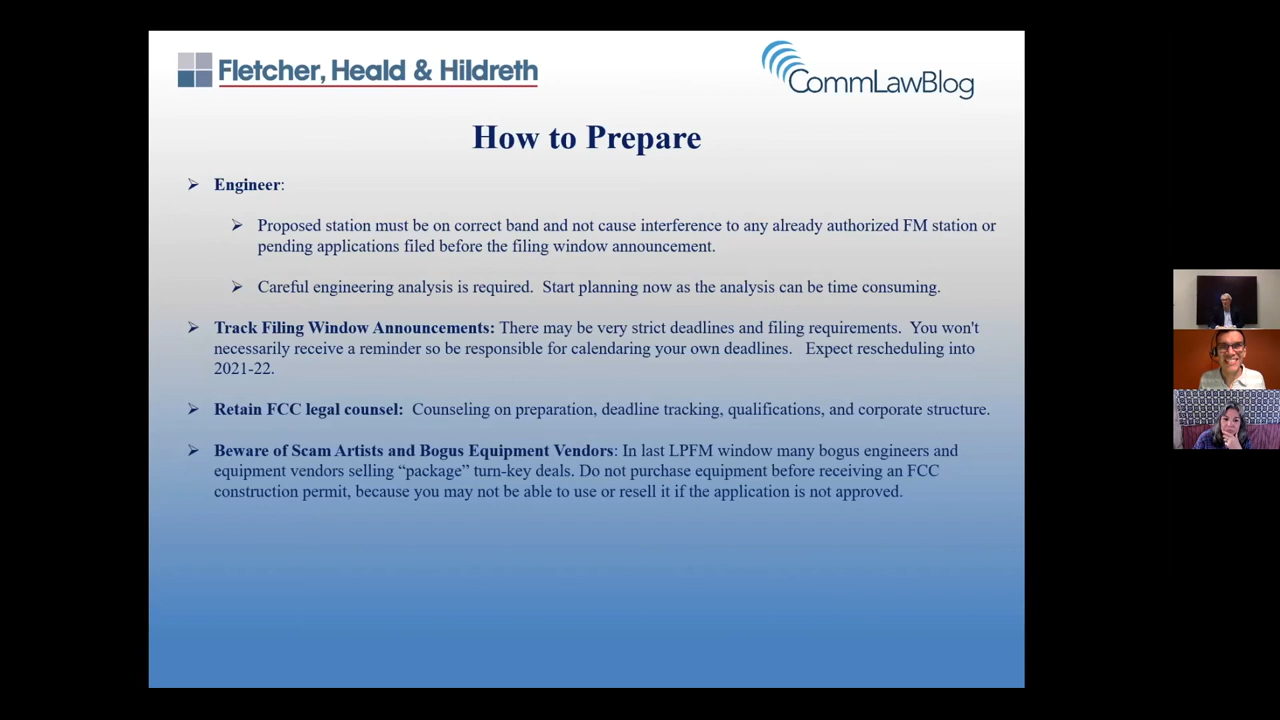 Fletcher, Heald & Hildreth
CommLawBlog
How to Prepare
Engineer:
Proposed station must be on correct band and not cause interference to any already authorized FM station or
pending applications filed before the filing window announcement.
Careful engineering analysis is required.  Start planning now as the analysis can be time consuming.
Track Filing Window Announcements: There may be very strict deadlines and filing requirements.  You won't
necessarily receive a reminder so be responsible for calendaring your own deadlines.   Expect rescheduling into
2021-22.
Retain FCC legal counsel:  Counseling on preparation, deadline tracking, qualifications, and corporate structure.
Beware of Scam Artists and Bogus Equipment Vendors: In last LPFM window many bogus engineers and
equipment vendors selling “package” turn-key deals. Do not purchase equipment before receiving an FCC
construction permit, because you may not be able to use or resell it if the application is not approved.